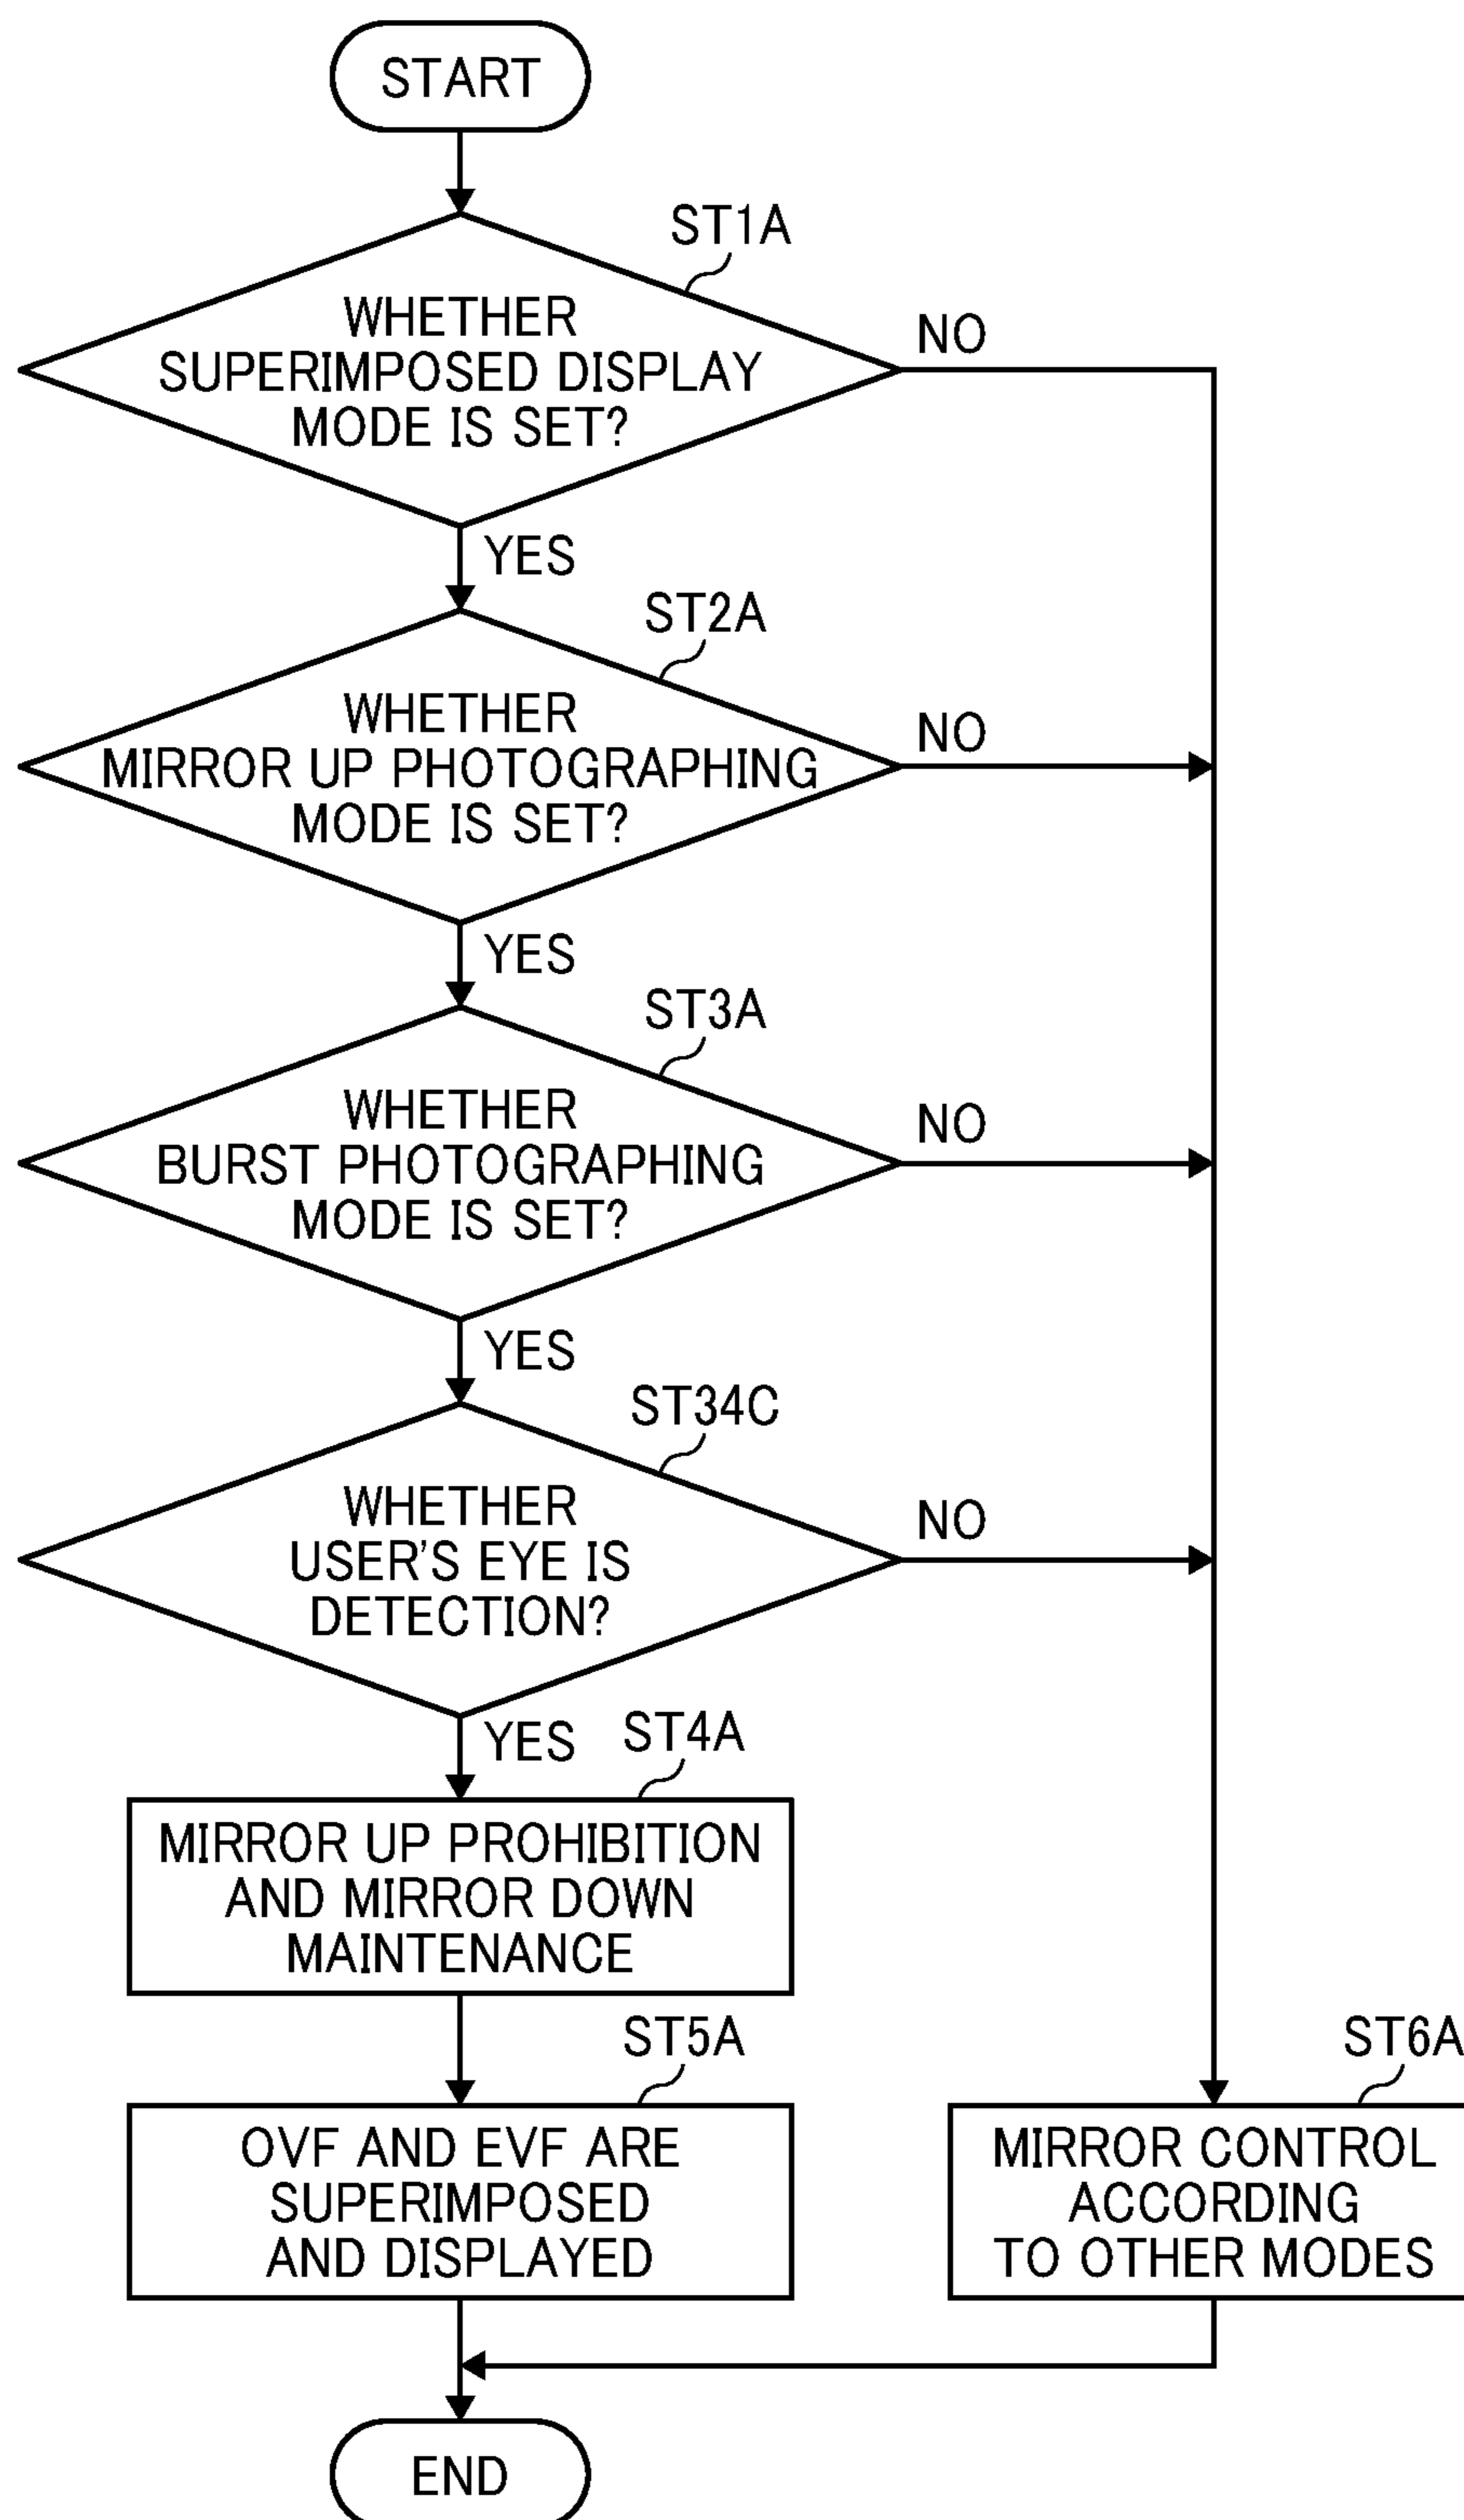 START
ST1A
WHETHER
SUPERIMPOSED DISPLAY
MODE IS SET?
NO
YES
ST2A
WHETHER
MIRROR UP PHOTOGRAPHING
MODE IS SET?
NO
YES
ST3A
WHETHER
BURST PHOTOGRAPHING
MODE IS SET?
NO
YES
ST34C
WHETHER
USER'S EYE IS
DETECTION?
NO
YES
ST4A
MIRROR UP PROHIBITION
AND MIRROR DOWN
MAINTENANCE
ST5A
OVF AND EVF ARE
SUPERIMPOSED
AND DISPLAYED
ST6A
MIRROR CONTROL
ACCORDING
TO OTHER MODES
END